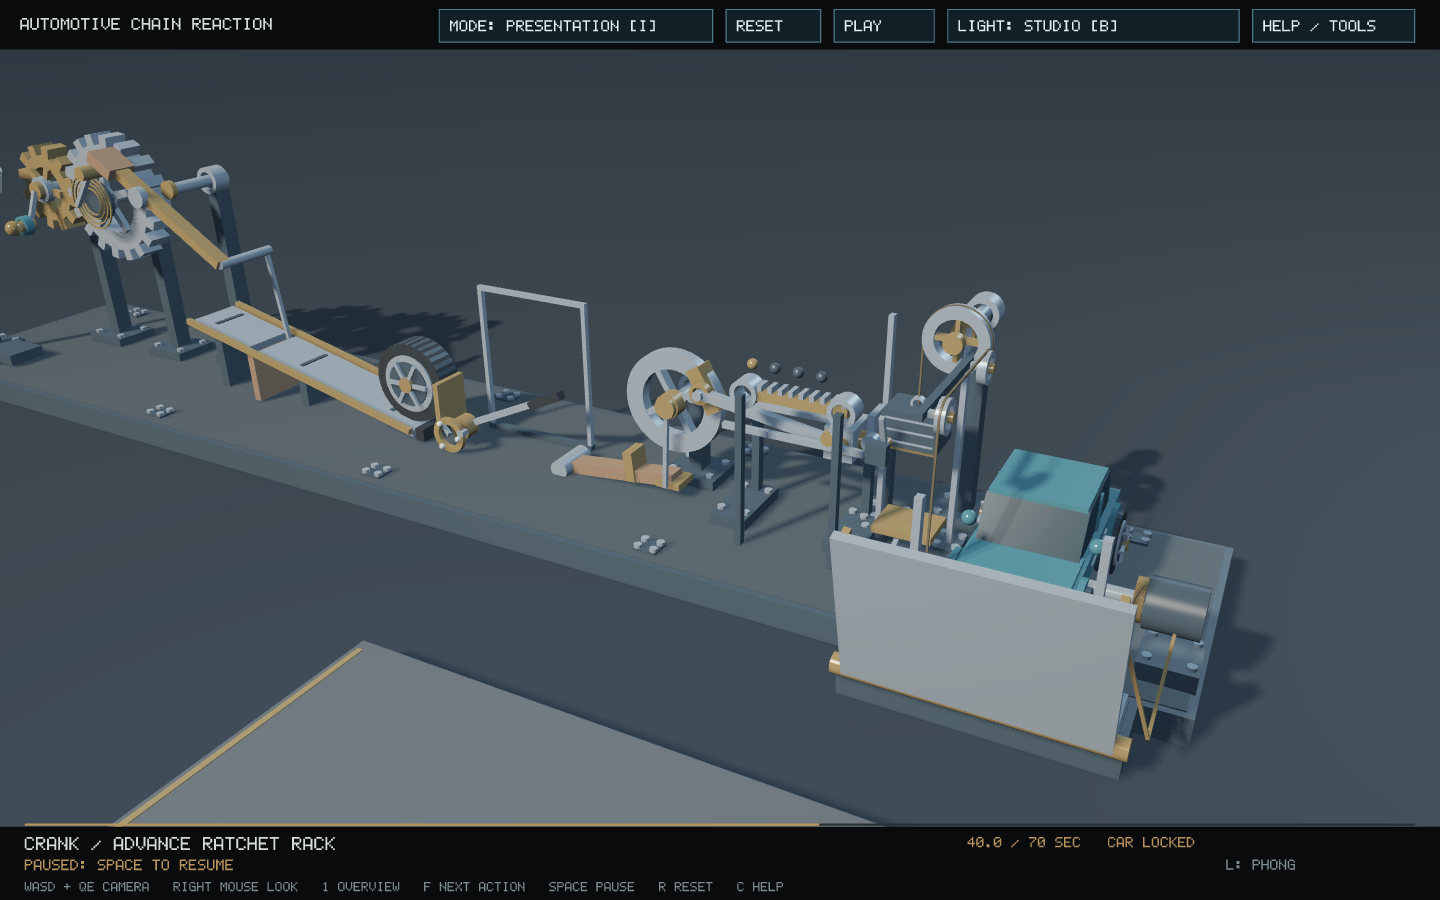 AUTOMOTIVE CHAIN REACTION
MODE: PRESENTATION [I]
RESET
PLAY
LIGHT: STUDIO [B]
HELP / TOOLS
CRANK / ADVANCE RATCHET RACK
40.0 / 70 SEC CAR LOCKED
PAUSED: SPACE TO RESUME
L: PHONG
WASD + QE CAMERA RIGHT MOUSE LOOK 1 OVERVIEW F NEXT ACTION SPACE PAUSE R RESET C HELP